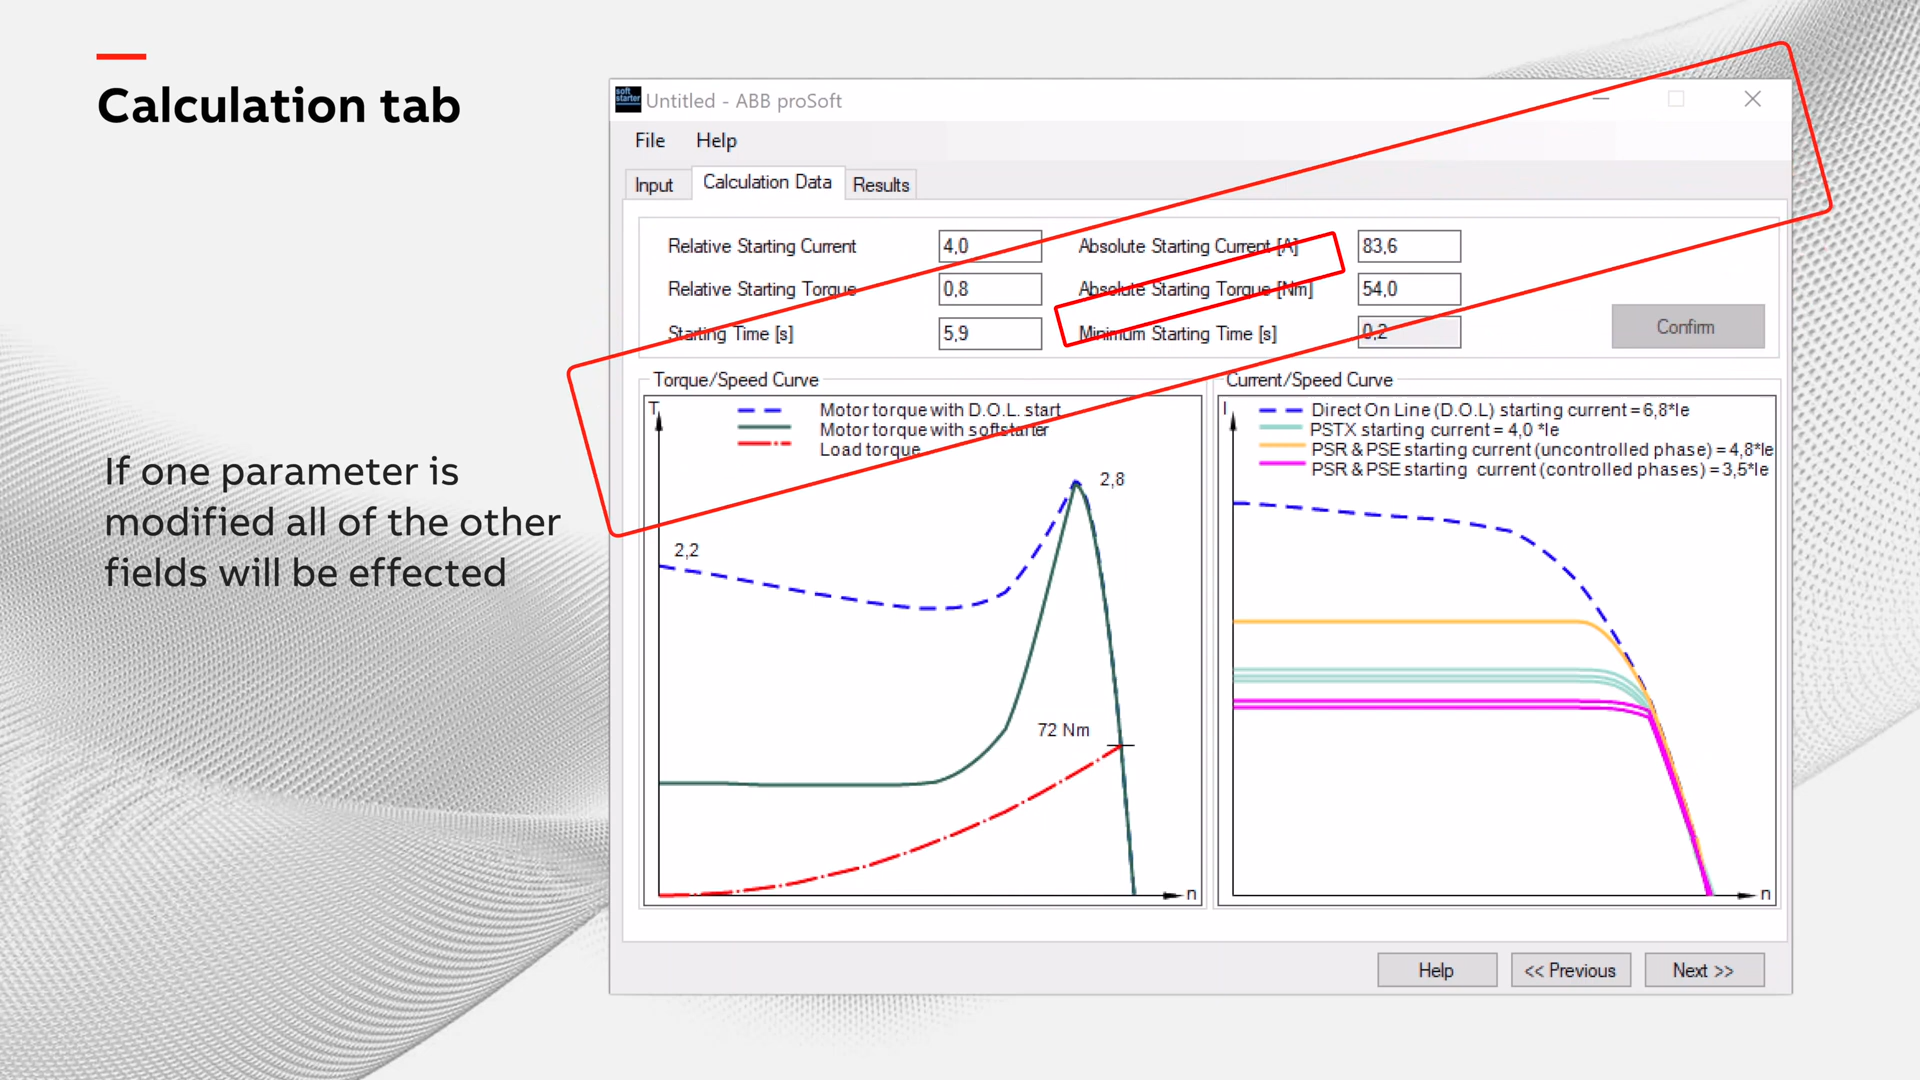 Calculation tab
If one parameter is
modified all of the other
fields will be effected
soft
starter
Untitled - ABB proSoft
File Help
Input Calculation Data Results
Relative Starting Current 4,0 Absolute Starting Current [A] 83,6
Relative Starting Torque 0,8 Absolute Starting Torque [Nm] 54,0
Starting Time [s] 5,9 Minimum Starting Time [s] 0,2
Confirm
Torque/Speed Curve
T
Motor torque with D.O.L. start
Motor torque with softstarter
Load torque
2,8
2,2
72 Nm
n
Current/Speed Curve
I
Direct On Line (D.O.L) starting current = 6,8*Ie
PSTX starting current = 4,0 *Ie
PSR & PSE starting current (uncontrolled phase) = 4,8*Ie
PSR & PSE starting current (controlled phases) = 3,5*Ie
n
Help << Previous Next >>